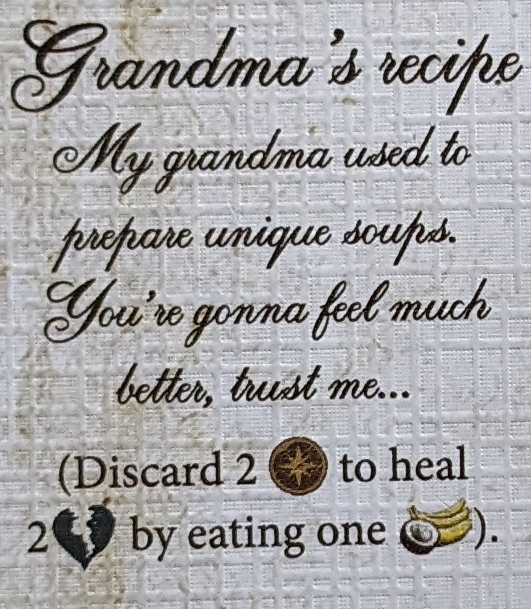 Grandma's recipe
My grandma used to
prepare unique soups.
You're gonna feel much
better, trust me...
(Discard 2 to heal
2 by eating one ).